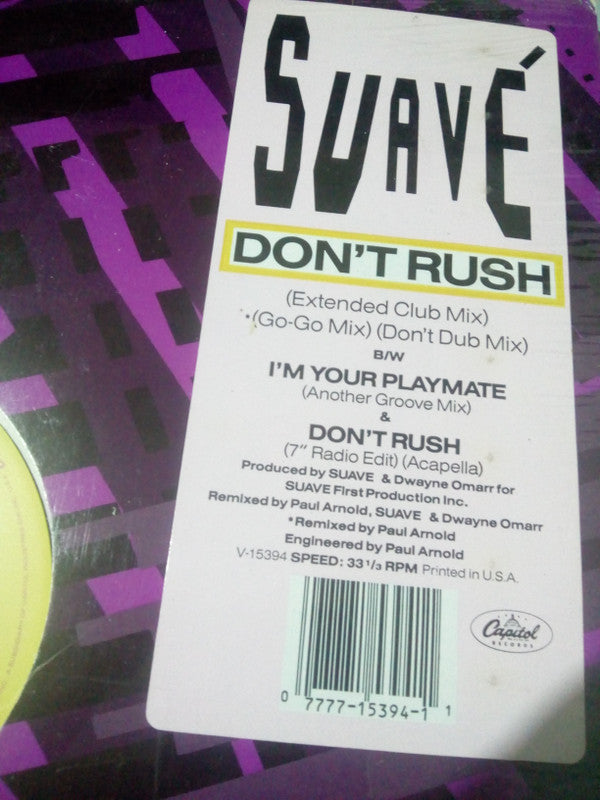 SUAVÉ
DON'T RUSH
(Extended Club Mix)
*(Go-Go Mix) (Don't Dub Mix)
B/W
I'M YOUR PLAYMATE
(Another Groove Mix)
&
DON'T RUSH
(7" Radio Edit) (Acapella)
Produced by SUAVE & Dwayne Omarr for
SUAVE First Production Inc.
Remixed by Paul Arnold, SUAVE & Dwayne Omarr
*Remixed by Paul Arnold
Engineered by Paul Arnold
V-15394 SPEED: 33 1/3 RPM Printed in U.S.A.
Capitol
RECORDS
0 7777-15394-1 1